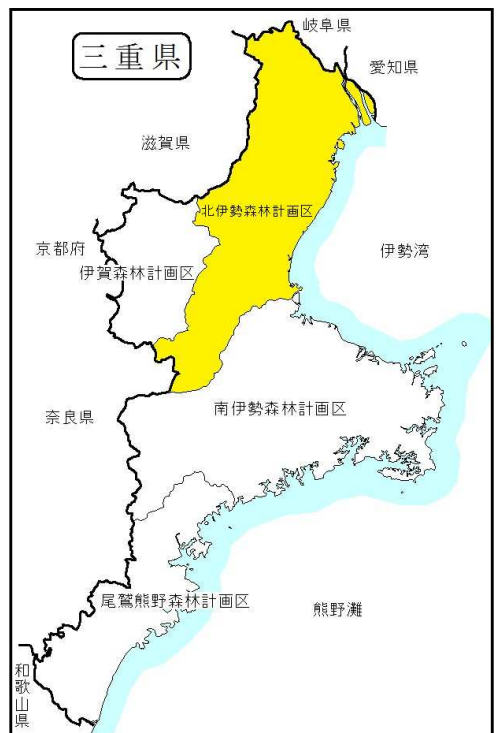 岐阜県
三重県
愛知県
滋賀県
北伊勢森林計画区
京都府
伊勢湾
伊賀森林計画区
南伊勢森林計画区
奈良県
尾鷲熊野森林計画区
熊野灘
和歌山県